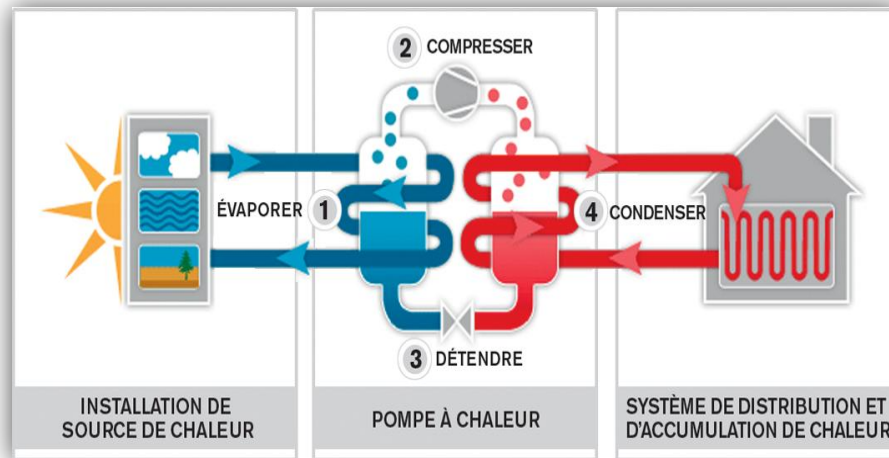 2 COMPRESSER
ÉVAPORER 1
4 CONDENSER
3 DÉTENDRE
INSTALLATION DE
SOURCE DE CHALEUR
POMPE À CHALEUR
SYSTÈME DE DISTRIBUTION ET
D'ACCUMULATION DE CHALEUR